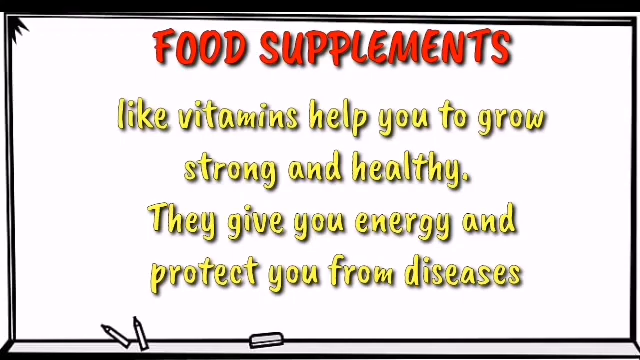 FOOD SUPPLEMENTS
like vitamins help you to grow
strong and healthy.
They give you energy and
protect you from diseases